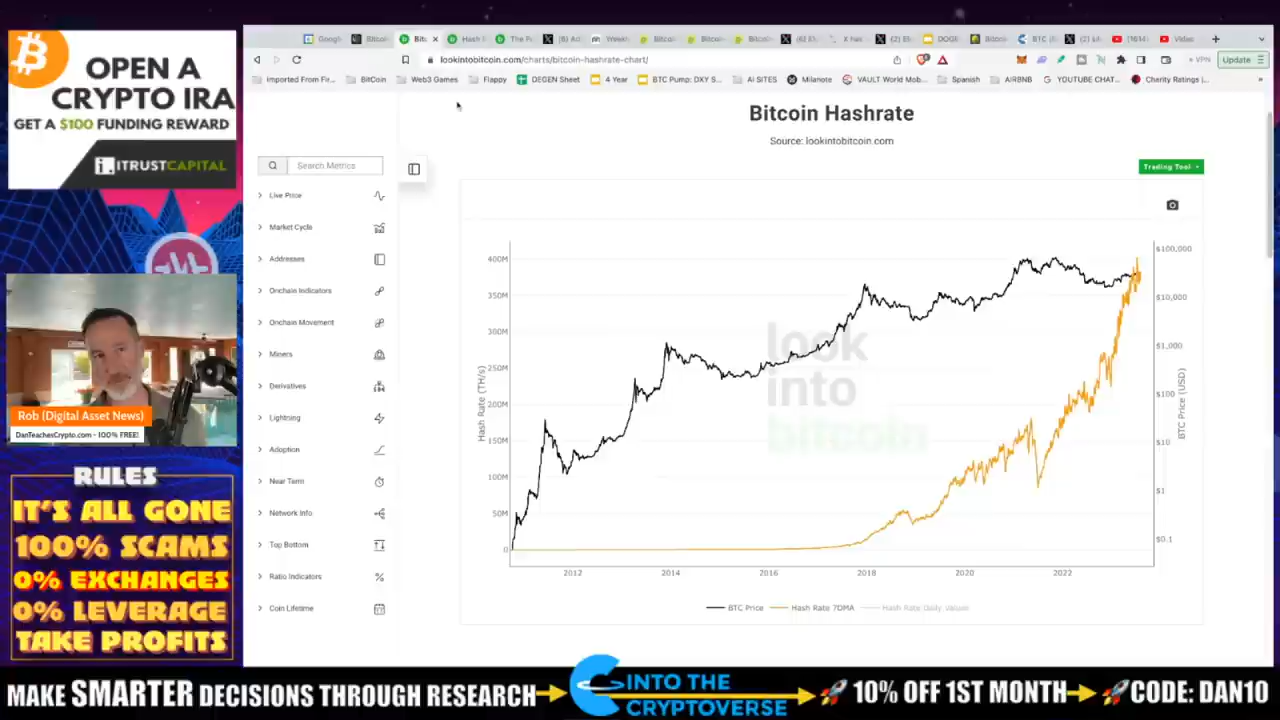 OPEN A
CRYPTO IRA
GET A $100 FUNDING REWARD
ITRUSTCAPITAL
Rob (Digital Asset News)
DanTeachesCrypto.com - 100% FREE!
RULES
IT'S ALL GONE
100% SCAMS
0% EXCHANGES
0% LEVERAGE
TAKE PROFITS
lookintobitcoin.com/charts/bitcoin-hashrate-chart/
VPN
Update
Imported From Fir...
BitCoin
Web3 Games
Flappy
DEGEN Sheet
4 Year
BTC Pump: DXY S...
AI SITES
Milanote
VAULT World Mob...
Spanish
AIRBNB
YOUTUBE CHAT...
Charity Ratings |...
Bitcoin Hashrate
Source: lookintobitcoin.com
Trading Tool
Search Metrics
Live Price
Market Cycle
Addresses
Onchain Indicators
Onchain Movement
Miners
Derivatives
Lightning
Adoption
Near Term
Network Info
Top Bottom
Ratio Indicators
Coin Lifetime
look
into
bitcoin
Hash Rate (TH/s)
400M
350M
300M
250M
200M
150M
100M
50M
0
BTC Price (USD)
$100,000
$10,000
$1,000
$100
$10
$1
$0.1
2012 2014 2016 2018 2020 2022
BTC Price Hash Rate 7DMA Hash Rate Daily Values
MAKE SMARTER DECISIONS THROUGH RESEARCH
INTO THE
CRYPTOVERSE
10% OFF 1ST MONTH
CODE: DAN10